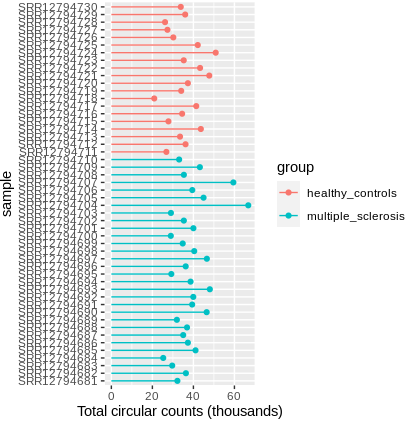 SRR12794730
SRR12794729
SRR12794728
SRR12794727
SRR12794726
SRR12794725
SRR12794724
SRR12794723
SRR12794722
SRR12794721
SRR12794720
SRR12794719
SRR12794718
SRR12794717
SRR12794716
SRR12794715
SRR12794714
SRR12794713
SRR12794712
SRR12794711
SRR12794710
SRR12794709
SRR12794708
SRR12794707
SRR12794706
SRR12794705
SRR12794704
SRR12794703
SRR12794702
SRR12794701
SRR12794700
SRR12794699
SRR12794698
SRR12794697
SRR12794696
SRR12794695
SRR12794694
SRR12794693
SRR12794692
SRR12794691
SRR12794690
SRR12794689
SRR12794688
SRR12794687
SRR12794686
SRR12794685
SRR12794684
SRR12794683
SRR12794682
SRR12794681
sample
0 20 40 60
Total circular counts (thousands)
group
healthy_controls
multiple_sclerosis